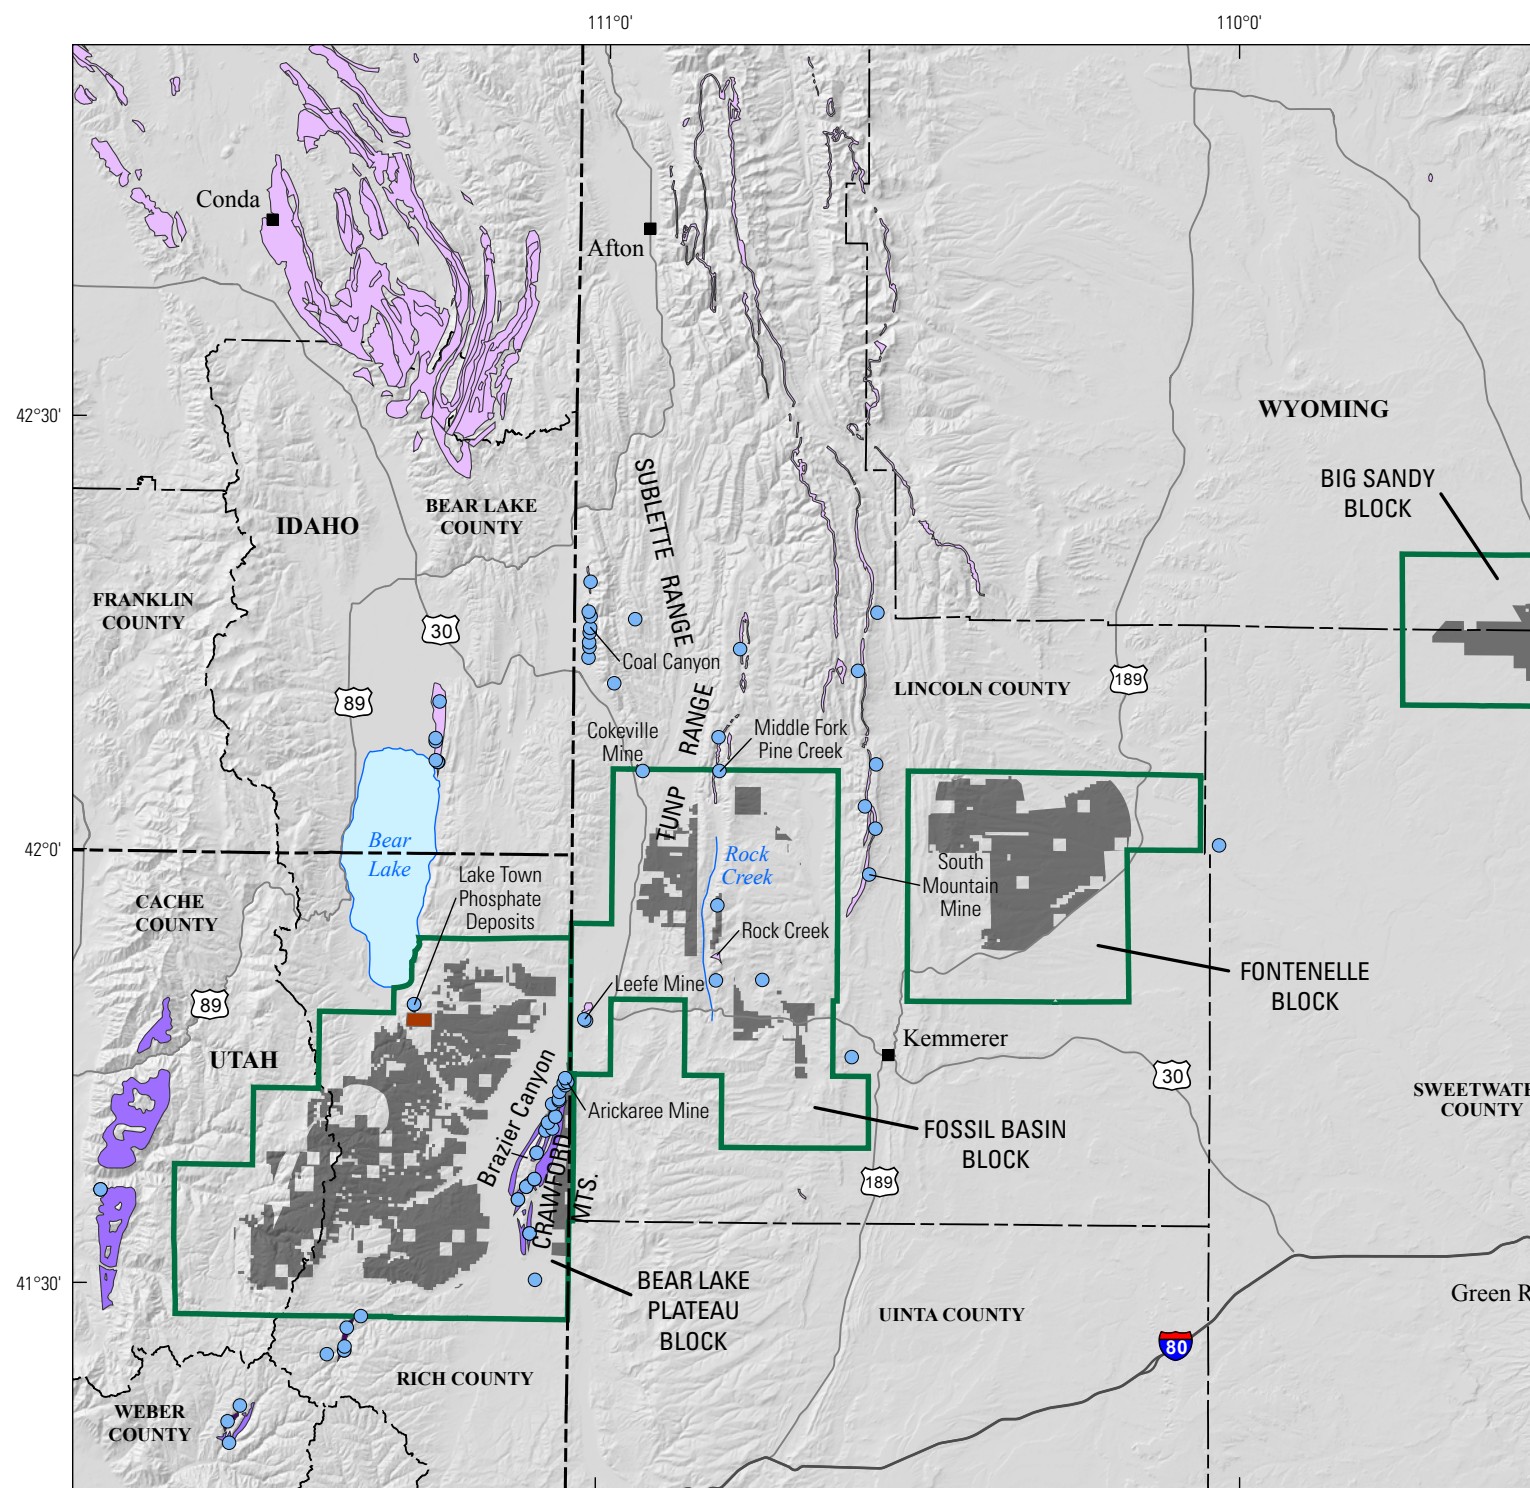 111°0'
110°0'
Conda
Afton
42°30'
WYOMING
BIG SANDY
BLOCK
SUBLETTE RANGE
BEAR LAKE
COUNTY
IDAHO
FRANKLIN
COUNTY
30
Coal Canyon
LINCOLN COUNTY
189
89
Cokeville
Mine
TUNP RANGE
Middle Fork
Pine Creek
42°0'
Bear
Lake
Rock
Creek
South
Mountain
Mine
Lake Town
Phosphate
Deposits
CACHE
COUNTY
Rock Creek
FONTENELLE
BLOCK
Leefe Mine
89
UTAH
Kemmerer
30
SWEETWATE
COUNTY
Brazier Canyon
Arickaree Mine
FOSSIL BASIN
BLOCK
CRAWFORD
MTS.
189
41°30'
BEAR LAKE
PLATEAU
BLOCK
Green R
UINTA COUNTY
80
RICH COUNTY
WEBER
COUNTY